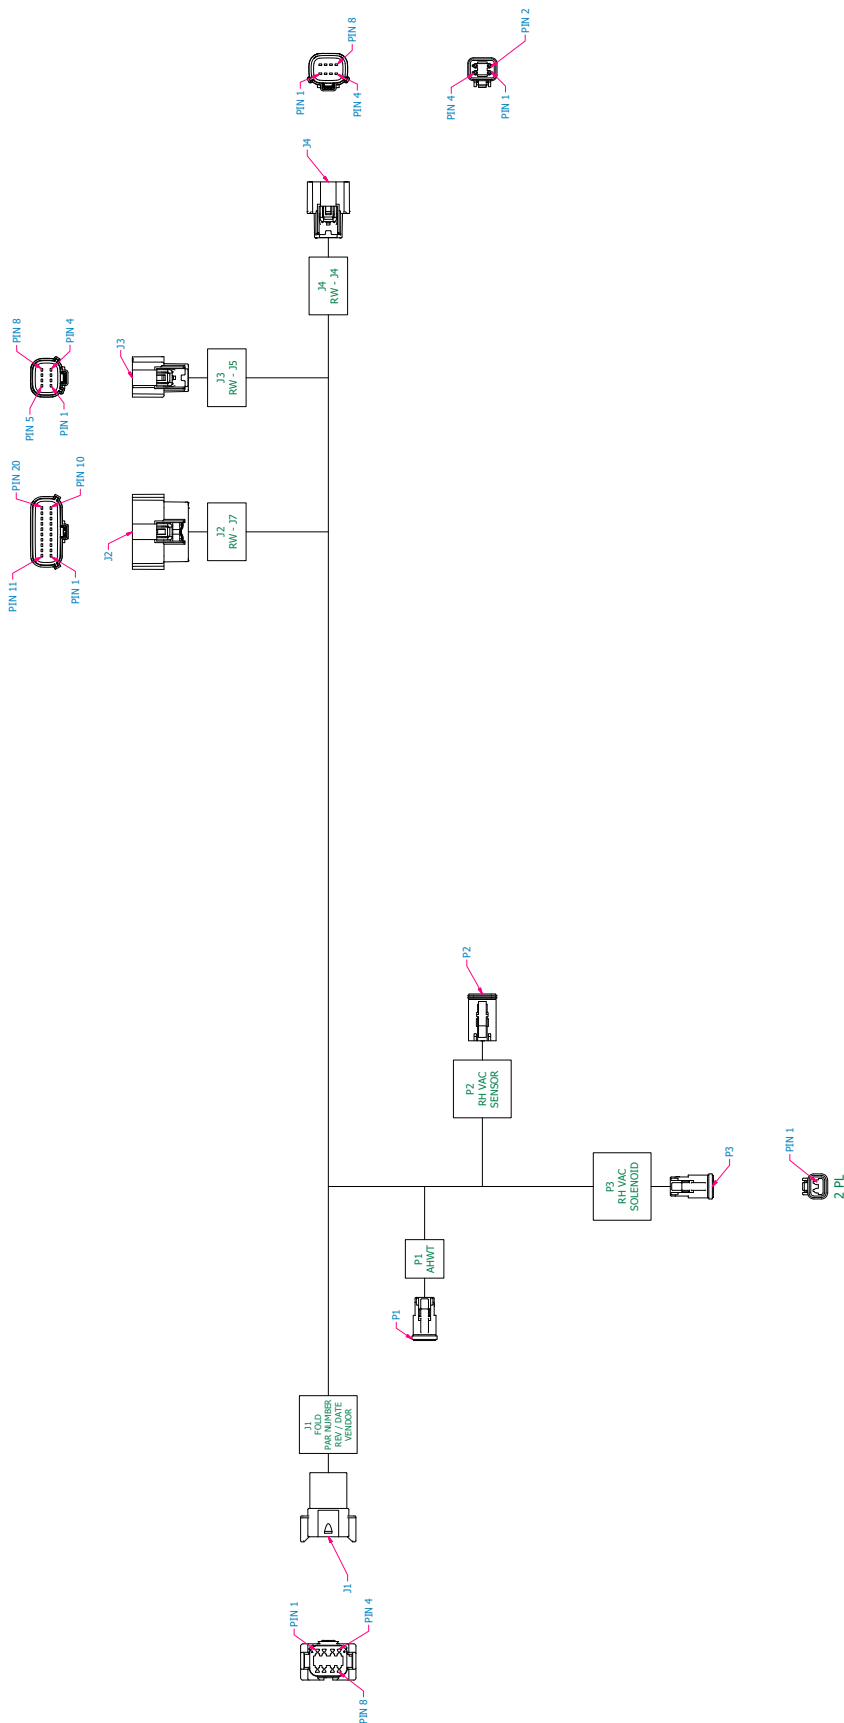 PIN 8
PIN 1
PIN 4
PIN 2
PIN 4
PIN 1
J4
J4
RW - J4
PIN 8
PIN 4
PIN 5
PIN 1
J3
J3
RW - J5
PIN 20
PIN 10
PIN 11
PIN 1
J2
J2
RW - J7
P2
P2
RH VAC
SENSOR
P3
RH VAC
SOLENOID
P3
PIN 1
2 PL
P1
AHWT
P1
J1
FOLD
PAR NUMBER
REV / DATE
VENDOR
J1
PIN 1
PIN 4
PIN 8